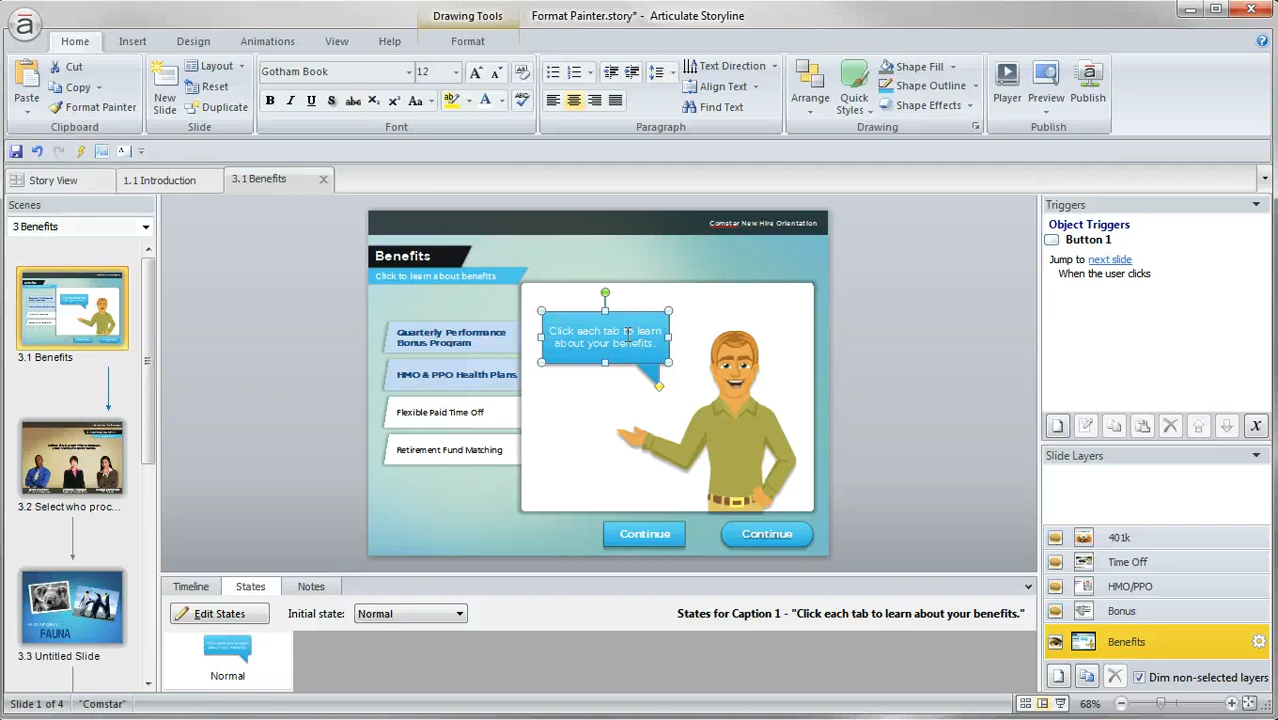 Drawing Tools
Format Painter.story* - Articulate Storyline
Home
Insert
Design
Animations
View
Help
Format
Paste
Cut
Copy
Format Painter
Clipboard
New Slide
Layout
Reset
Duplicate
Slide
Gotham Book
12
Font
Text Direction
Align Text
Find Text
Paragraph
Arrange
Quick Styles
Shape Fill
Shape Outline
Shape Effects
Drawing
Player
Preview
Publish
Publish
Story View
1.1 Introduction
3.1 Benefits
Scenes
3 Benefits
3.1 Benefits
3.2 Select who proc...
FAUNA
3.3 Untitled Slide
Comstar New Hire Orientation
Benefits
Click to learn about benefits
Quarterly Performance
Bonus Program
HMO & PPO Health Plans
Flexible Paid Time Off
Retirement Fund Matching
Click each tab to learn
about your benefits.
Continue
Continue
Timeline
States
Notes
Edit States
Initial state:
Normal
States for Caption 1 - "Click each tab to learn about your benefits."
Normal
Triggers
Object Triggers
Button 1
Jump to next slide
When the user clicks
Slide Layers
401k
Time Off
HMO/PPO
Bonus
Benefits
Dim non-selected layers
Slide 1 of 4
"Comstar"
68%